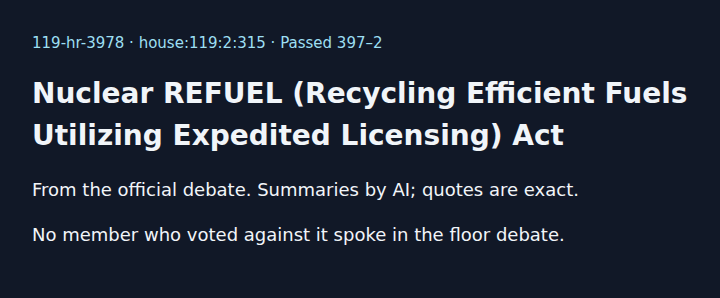 119-hr-3978 · house:119:2:315 · Passed 397–2
Nuclear REFUEL (Recycling Efficient Fuels
Utilizing Expedited Licensing) Act
From the official debate. Summaries by AI; quotes are exact.
No member who voted against it spoke in the floor debate.